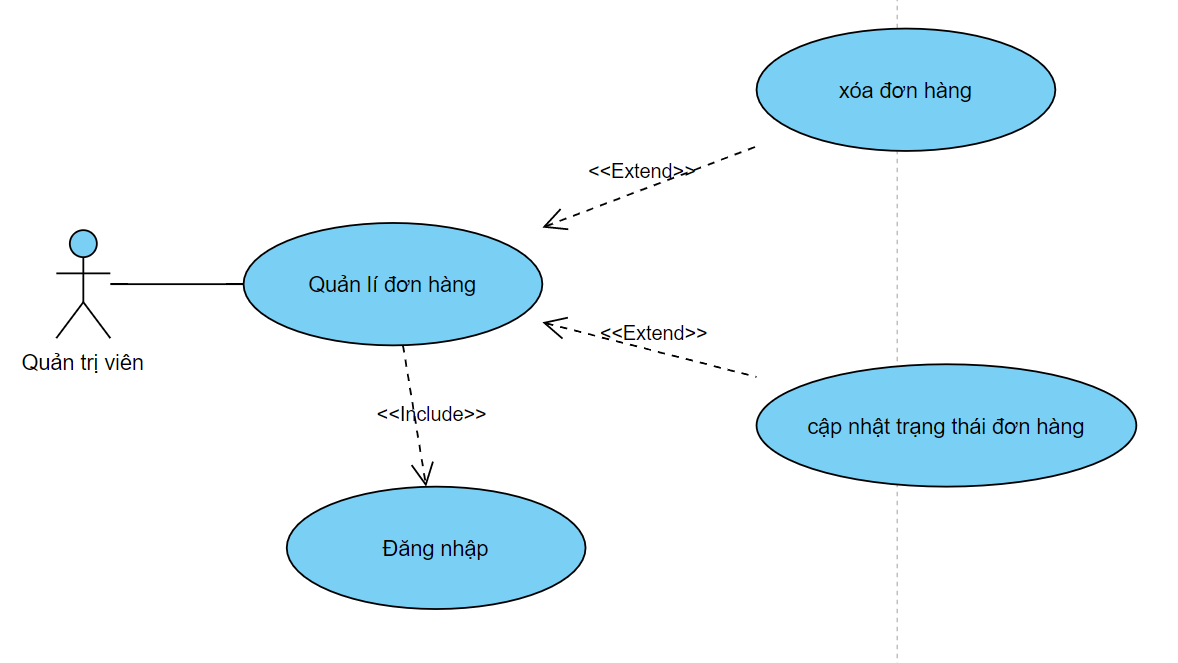 xóa đơn hàng
<<Extend>>
Quản lí đơn hàng
<<Extend>>
Quản trị viên
<<Include>>
cập nhật trạng thái đơn hàng
Đăng nhập